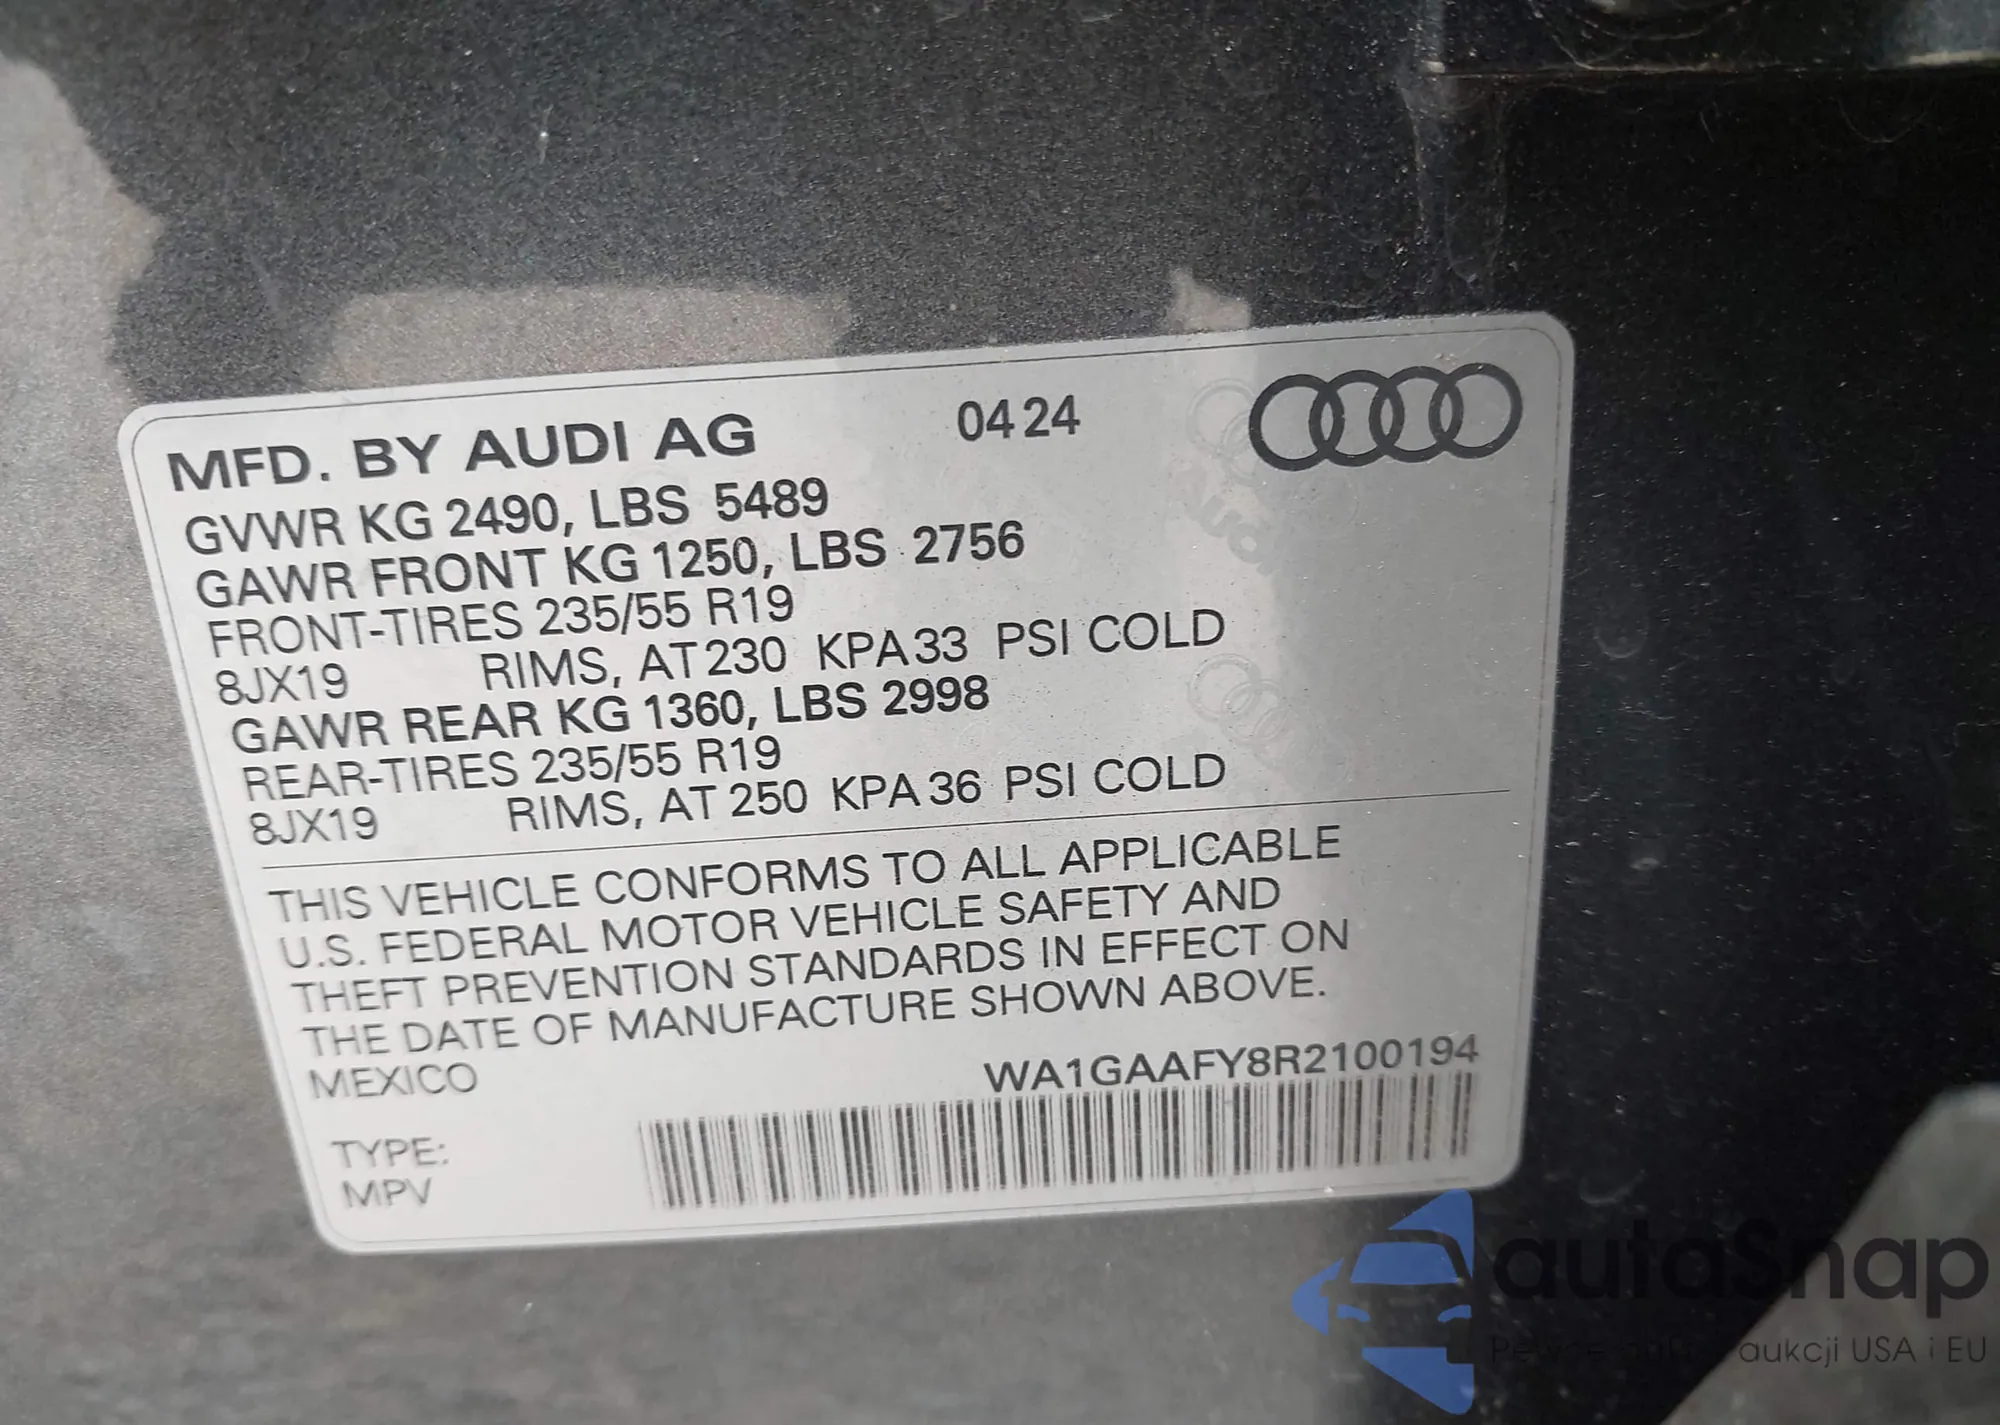 MFD. BY AUDI AG 04 24
GVWR KG 2490, LBS 5489
GAWR FRONT KG 1250, LBS 2756
FRONT-TIRES 235/55 R19
8JX19 RIMS, AT 230 KPA 33 PSI COLD
GAWR REAR KG 1360, LBS 2998
REAR-TIRES 235/55 R19
8JX19 RIMS, AT 250 KPA 36 PSI COLD
THIS VEHICLE CONFORMS TO ALL APPLICABLE
U.S. FEDERAL MOTOR VEHICLE SAFETY AND
THEFT PREVENTION STANDARDS IN EFFECT ON
THE DATE OF MANUFACTURE SHOWN ABOVE.
MEXICO WA1GAAFY8R2100194
TYPE:
MPV
autaSnap
aukcji USA i EU